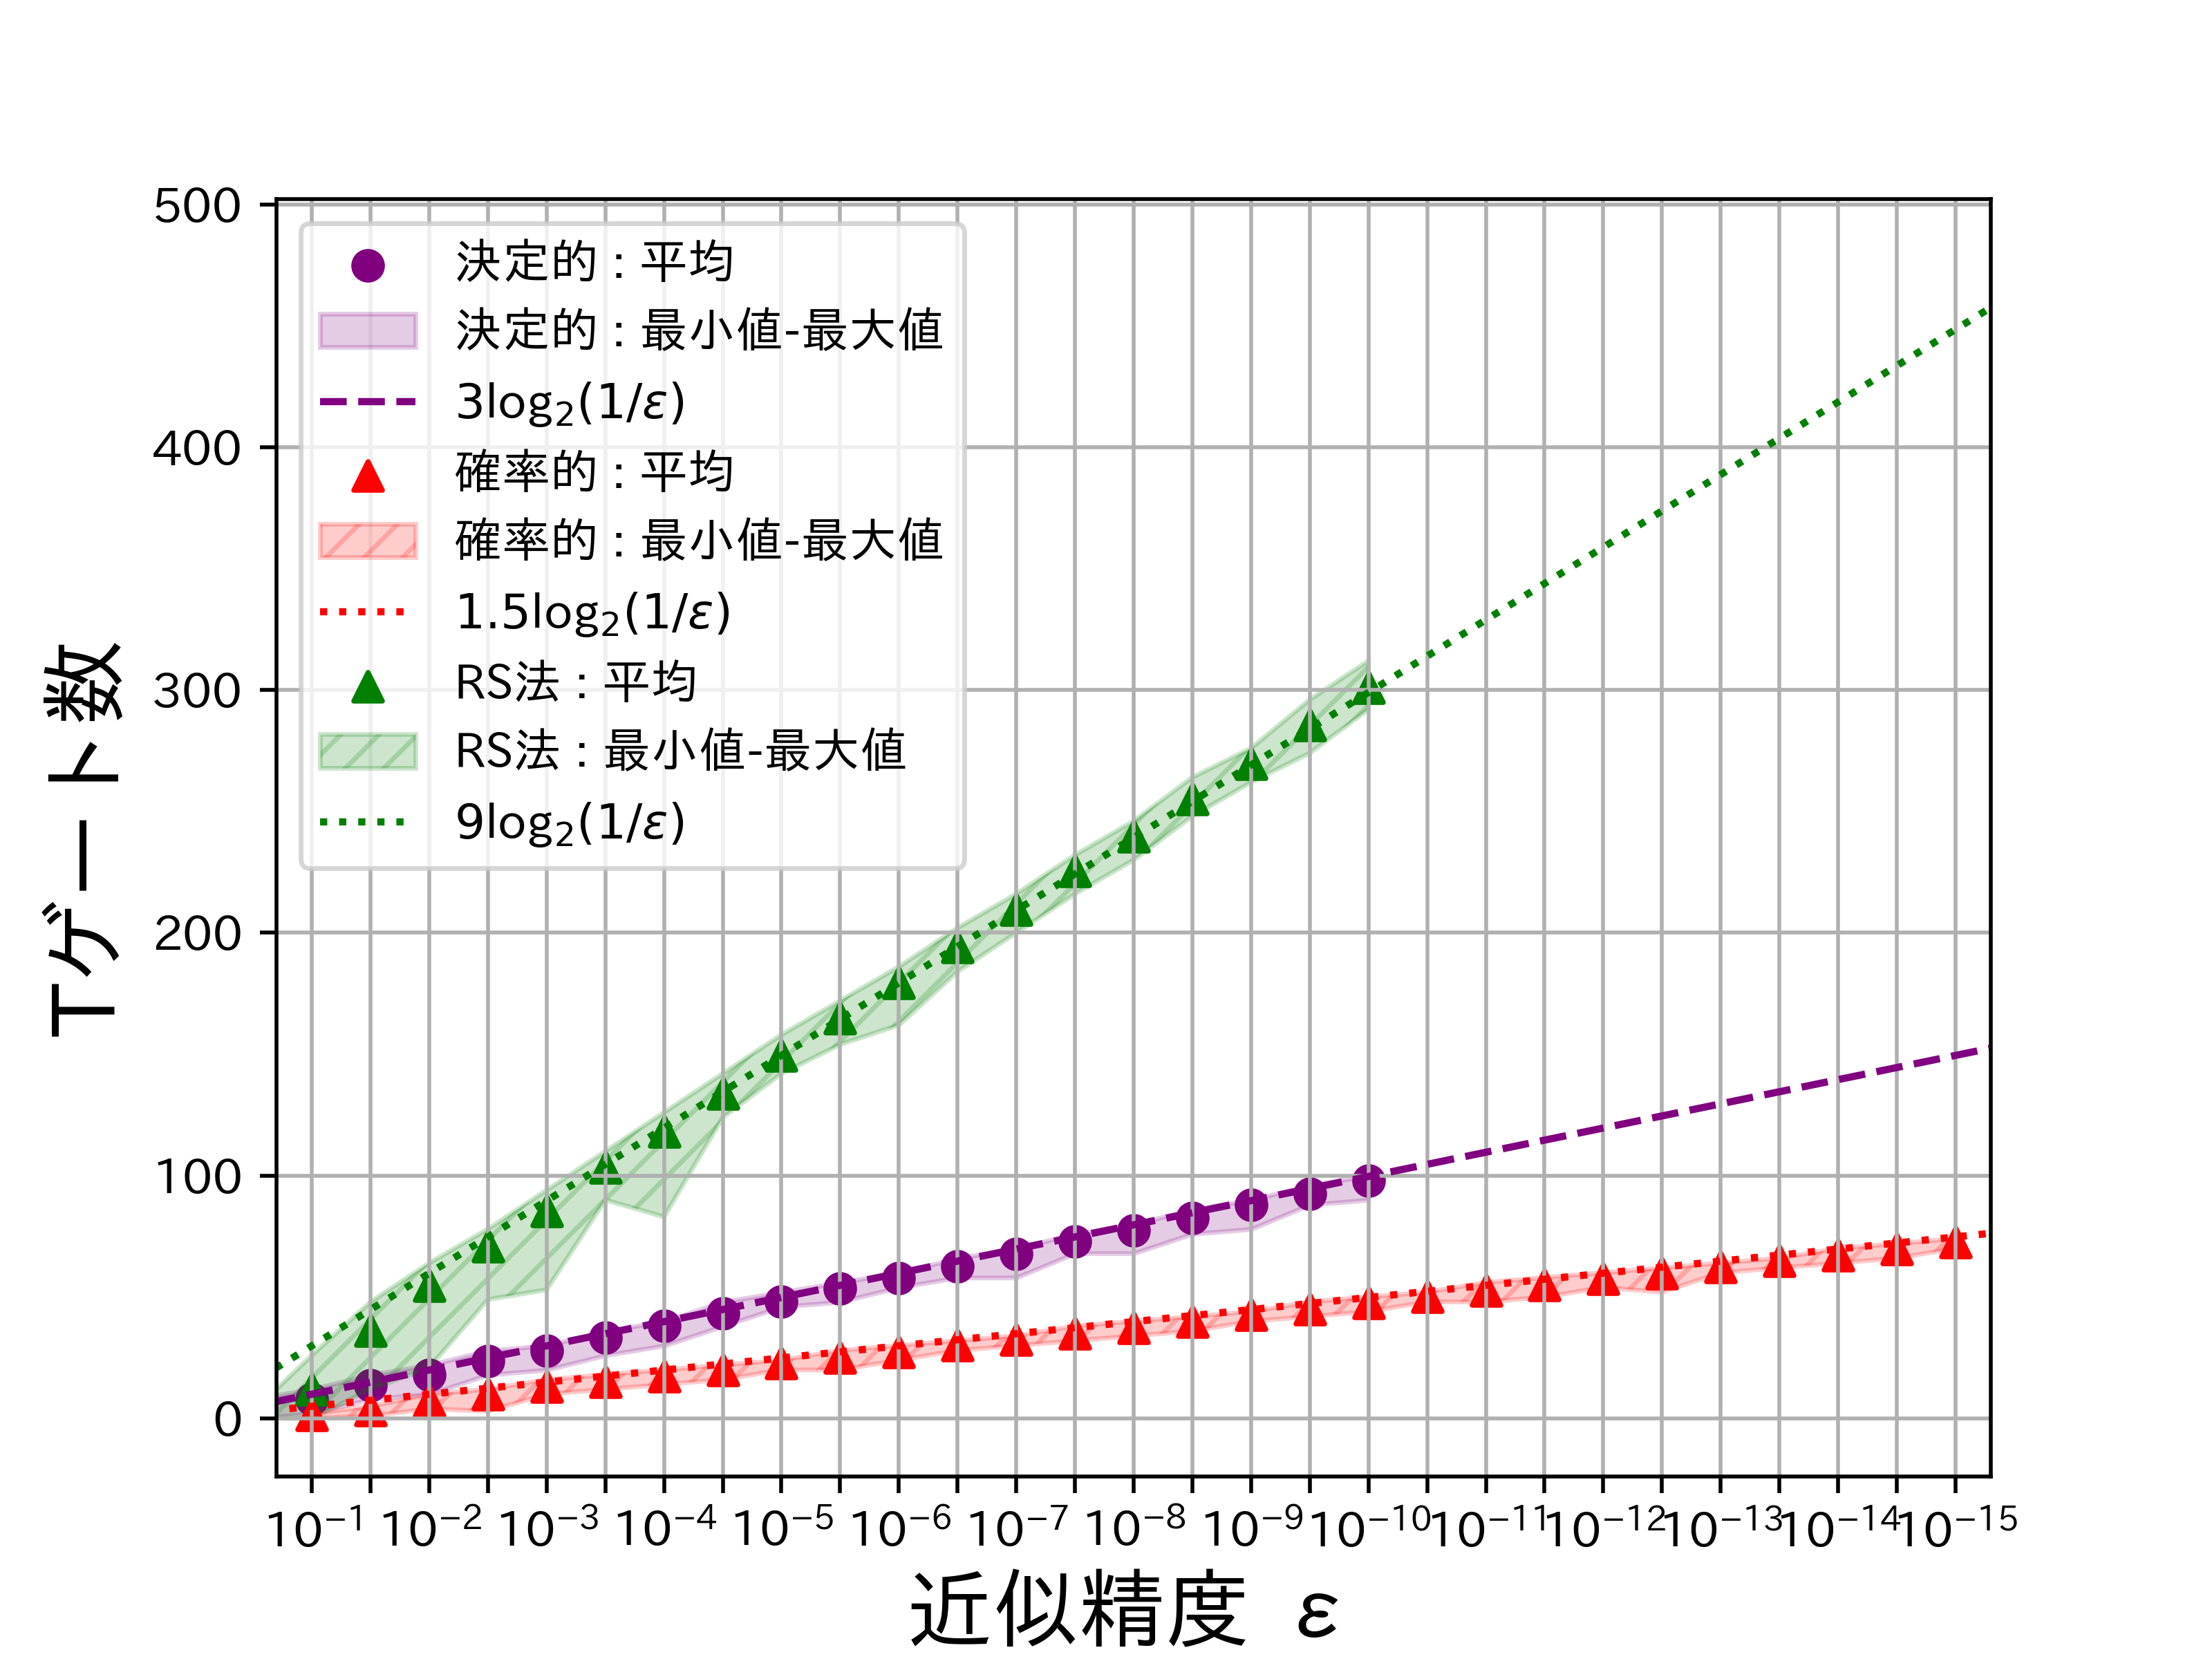 500
400
300
200
100
0
Tゲート数
決定的 : 平均
決定的 : 最小値-最大値
3log₂(1/ε)
確率的 : 平均
確率的 : 最小値-最大値
1.5log₂(1/ε)
RS法 : 平均
RS法 : 最小値-最大値
9log₂(1/ε)
10⁻¹ 10⁻² 10⁻³ 10⁻⁴ 10⁻⁵ 10⁻⁶ 10⁻⁷ 10⁻⁸ 10⁻⁹ 10⁻¹⁰ 10⁻¹¹ 10⁻¹² 10⁻¹³ 10⁻¹⁴ 10⁻¹⁵
近似精度 ε